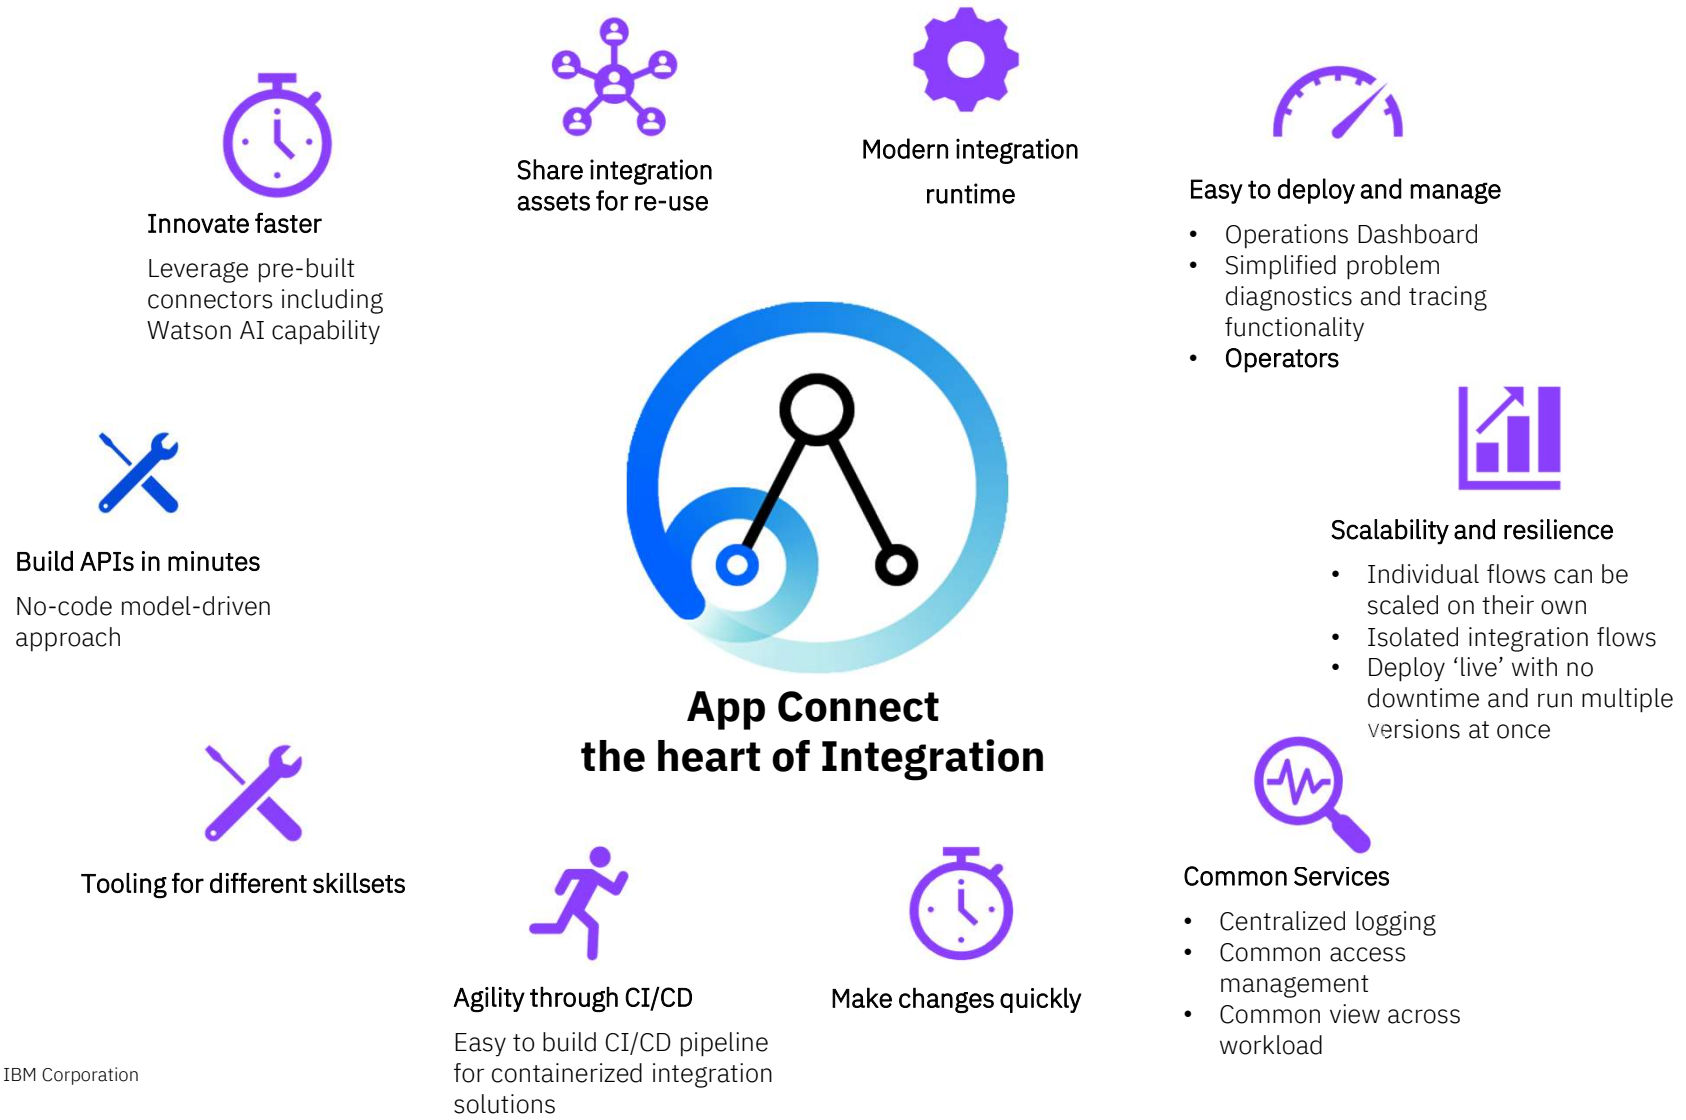 Share integration
assets for re-use
Modern integration
runtime
Easy to deploy and manage
• Operations Dashboard
• Simplified problem
diagnostics and tracing
functionality
• Operators
Innovate faster
Leverage pre-built
connectors including
Watson AI capability
Scalability and resilience
• Individual flows can be
scaled on their own
• Isolated integration flows
• Deploy ‘live’ with no
downtime and run multiple
versions at once
Build APIs in minutes
No-code model-driven
approach
App Connect
the heart of Integration
Tooling for different skillsets
Common Services
• Centralized logging
• Common access
management
• Common view across
workload
Agility through CI/CD
Easy to build CI/CD pipeline
for containerized integration
solutions
Make changes quickly
IBM Corporation